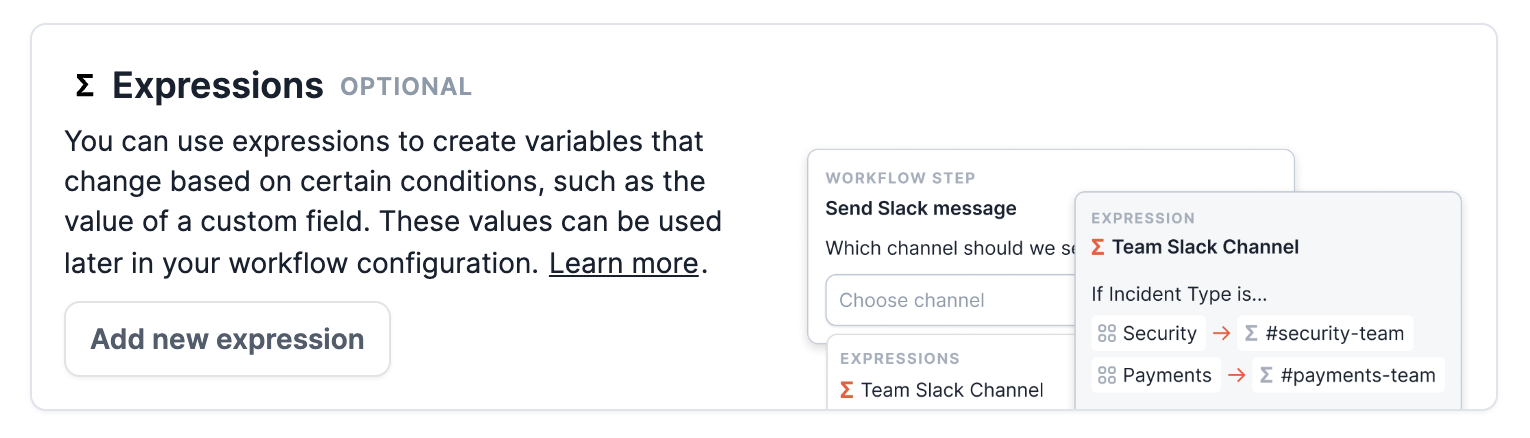 Σ Expressions OPTIONAL
You can use expressions to create variables that
change based on certain conditions, such as the
value of a custom field. These values can be used
later in your workflow configuration. Learn more.
Add new expression
WORKFLOW STEP
Send Slack message
Which channel should we se
Choose channel
EXPRESSIONS
Σ Team Slack Channel
EXPRESSION
Σ Team Slack Channel
If Incident Type is...
Security → Σ #security-team
Payments → Σ #payments-team